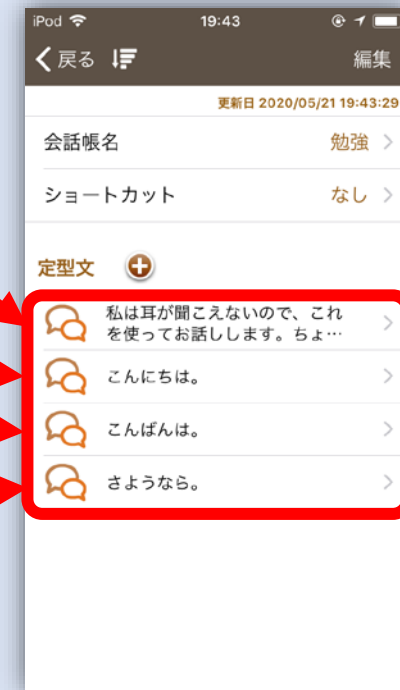 iPod 19:43
戻る 編集
更新日 2020/05/21 19:43:29
会話帳名 勉強
ショートカット なし
定型文
私は耳が聞こえないので、これ
を使ってお話しします。ちょ…
こんにちは。
こんばんは。
さようなら。